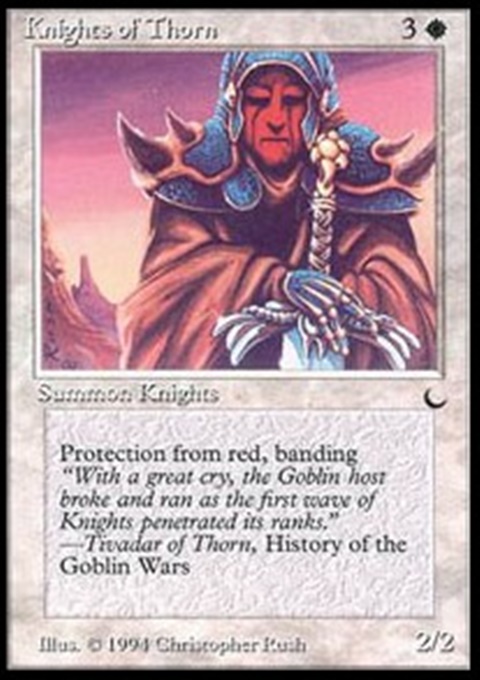 Knights of Thorn
3
Summon Knights
Protection from red, banding
“With a great cry, the Goblin host
broke and ran as the first wave of
Knights penetrated its ranks.”
—Tivadar of Thorn, History of the
Goblin Wars
Illus. © 1994 Christopher Rush
2/2